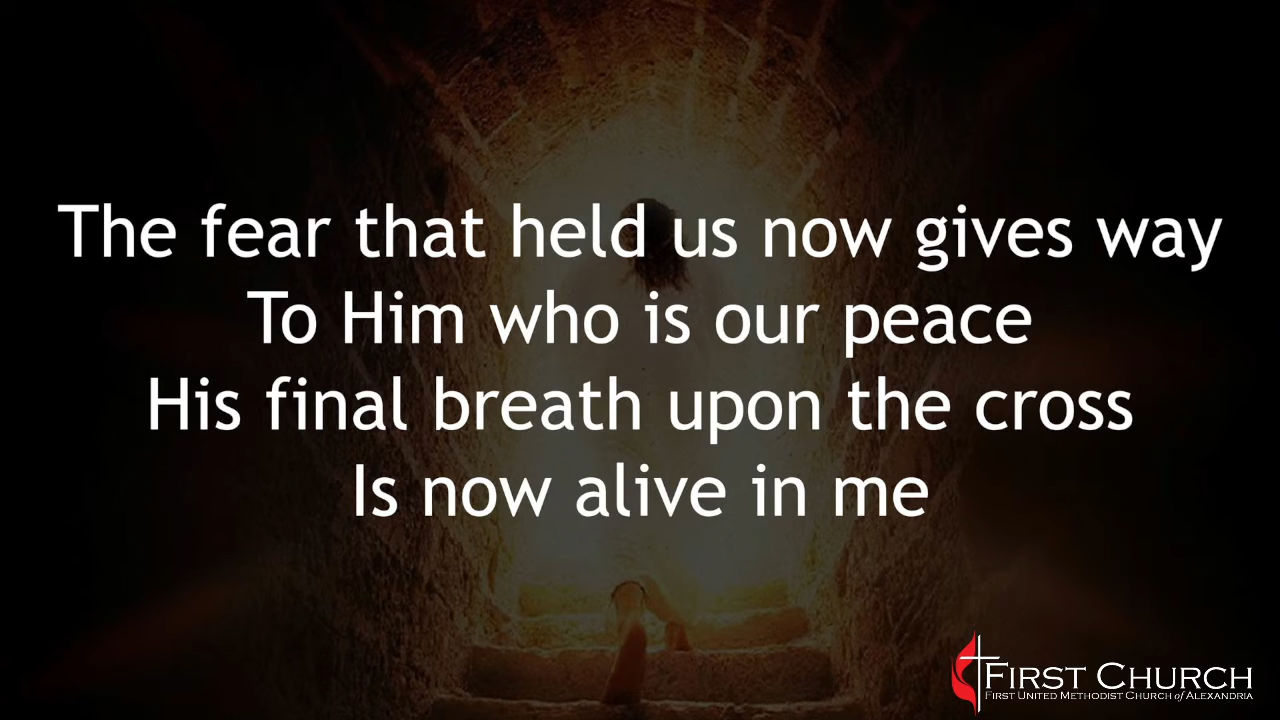 The fear that held us now gives way
To Him who is our peace
His final breath upon the cross
Is now alive in me
First Church
First United Methodist Church of Alexandria